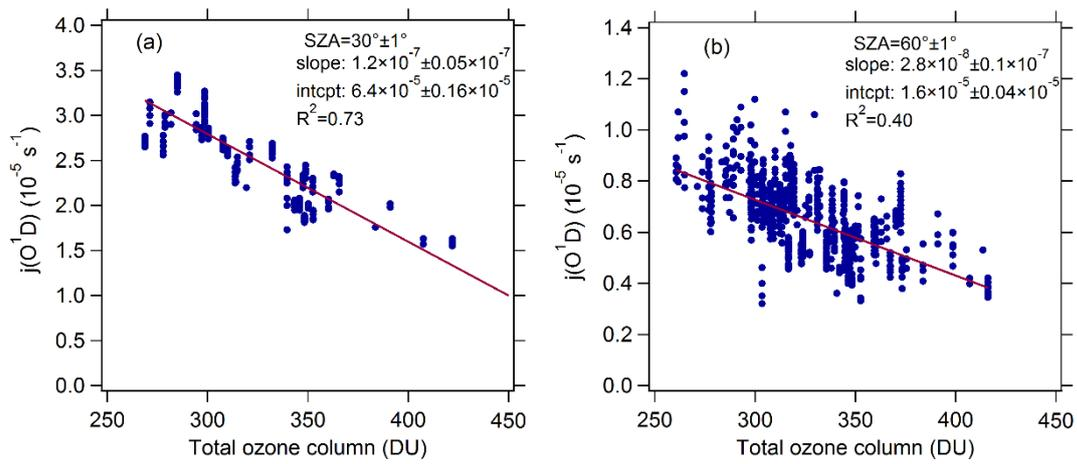 (a)
SZA=30°±1°
slope: 1.2×10⁻⁷±0.05×10⁻⁷
intcpt: 6.4×10⁻⁵±0.16×10⁻⁵
R²=0.73
j(O¹D) (10⁻⁵ s⁻¹)
4.0
3.5
3.0
2.5
2.0
1.5
1.0
0.5
0.0
250 300 350 400 450
Total ozone column (DU)
(b)
SZA=60°±1°
slope: 2.8×10⁻⁸±0.1×10⁻⁷
intcpt: 1.6×10⁻⁵±0.04×10⁻⁵
R²=0.40
j(O¹D) (10⁻⁵ s⁻¹)
1.4
1.2
1.0
0.8
0.6
0.4
0.2
0.0
250 300 350 400 450
Total ozone column (DU)